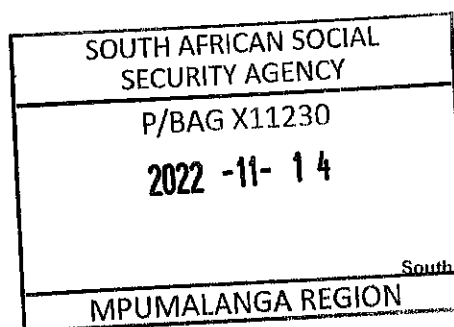 SOUTH AFRICAN SOCIAL
SECURITY AGENCY
P/BAG X11230
2022 -11- 14
South
MPUMALANGA REGION